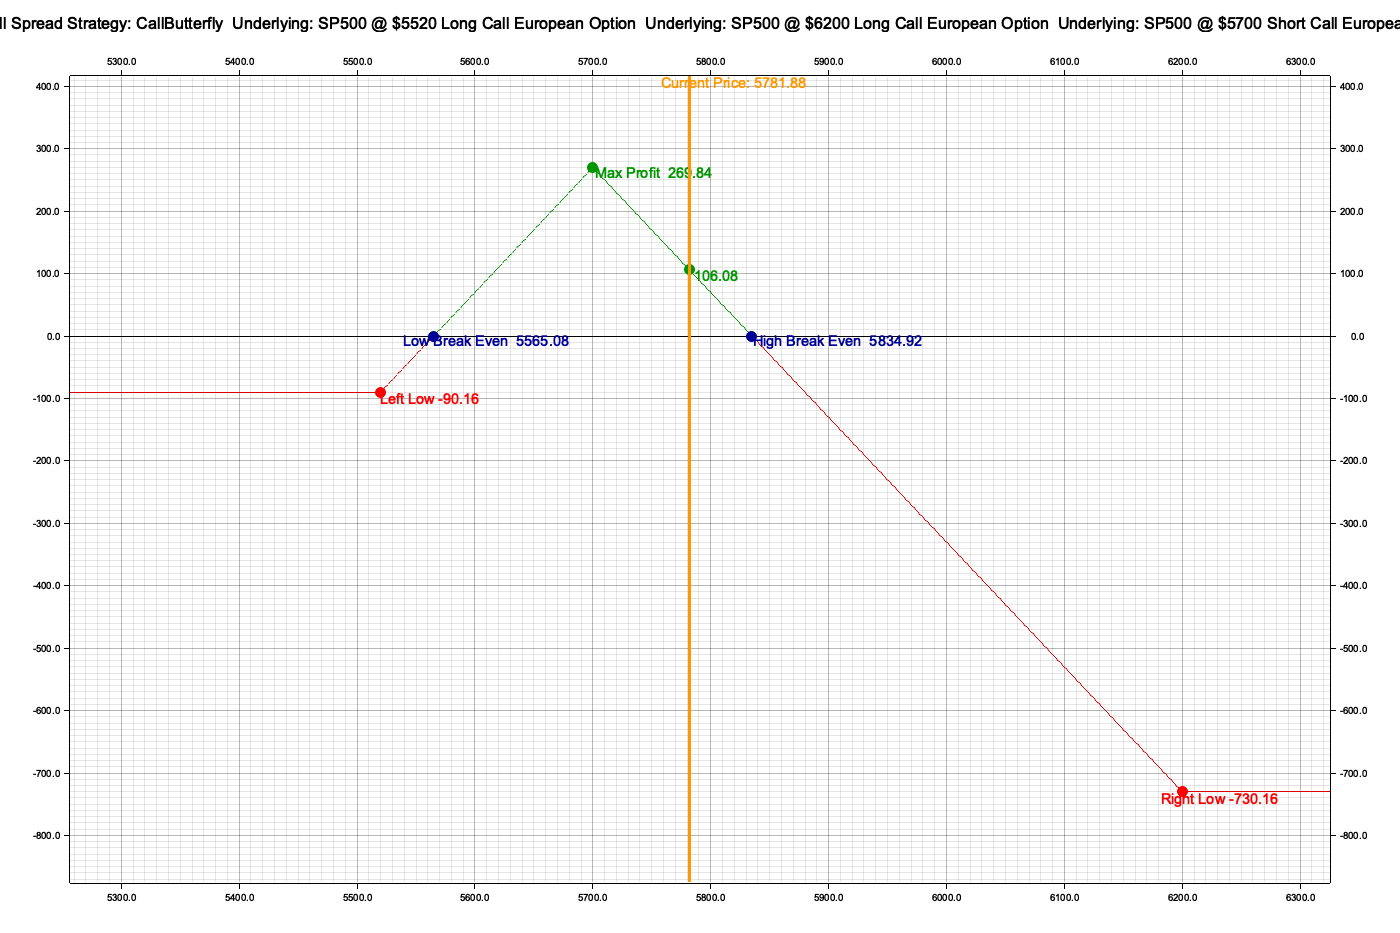 ll Spread Strategy: CallButterfly  Underlying: SP500 @ $5520 Long Call European Option  Underlying: SP500 @ $6200 Long Call European Option  Underlying: SP500 @ $5700 Short Call Europea
5300.0 5400.0 5500.0 5600.0 5700.0 5800.0 5900.0 6000.0 6100.0 6200.0 6300.0
Current Price: 5781.88
400.0 400.0
300.0 300.0
Max Profit  269.84
200.0 200.0
100.0 106.08 100.0
0.0 0.0
Low Break Even  5565.08 High Break Even  5834.92
-100.0 Left Low -90.16 -100.0
-200.0 -200.0
-300.0 -300.0
-400.0 -400.0
-500.0 -500.0
-600.0 -600.0
-700.0 -700.0
Right Low -730.16
-800.0 -800.0
5300.0 5400.0 5500.0 5600.0 5700.0 5800.0 5900.0 6000.0 6100.0 6200.0 6300.0